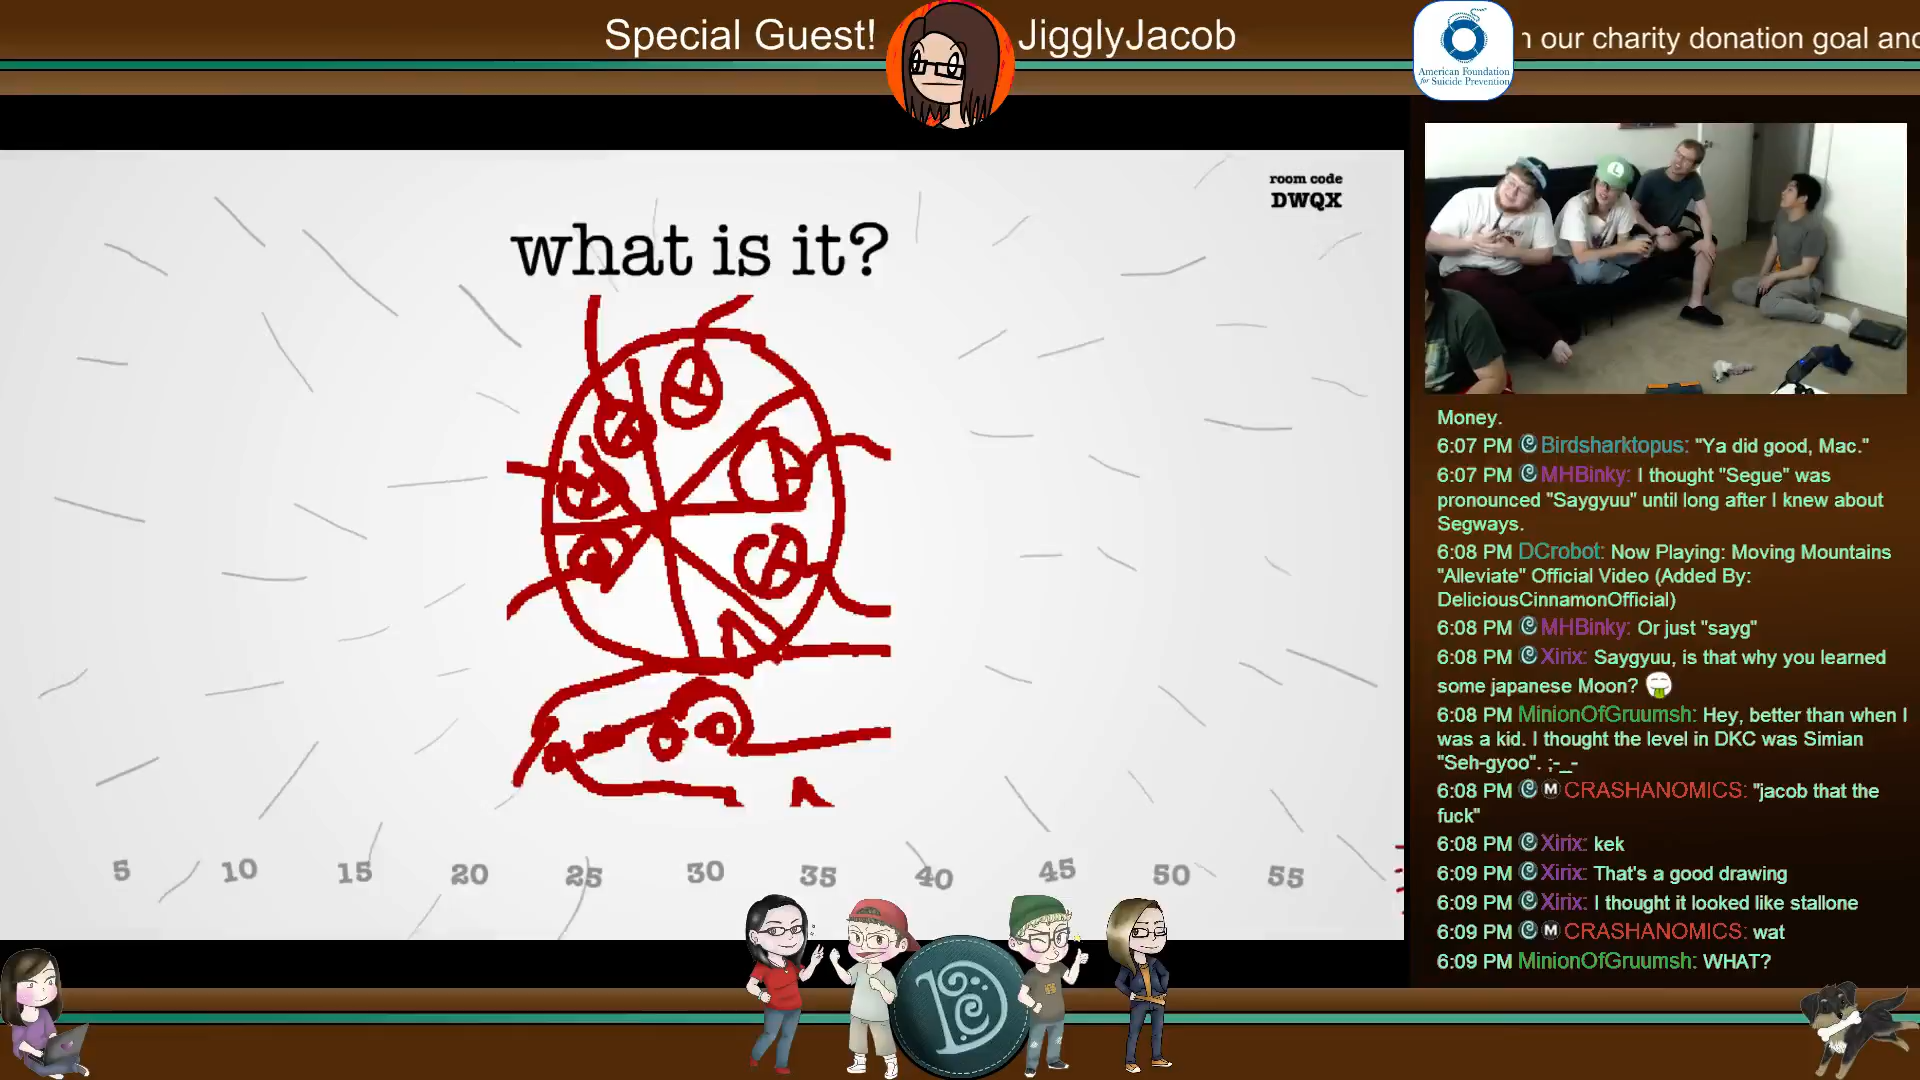 Special Guest! JigglyJacob
our charity donation goal and
American Foundation
for Suicide Prevention
room code
DWQX
what is it?
5 10 15 20 25 30 35 40 45 50 55
Money.
6:07 PM Birdsharktopus: "Ya did good, Mac."
6:07 PM MHBinky: I thought "Segue" was
pronounced "Saygyuu" until long after I knew about
Segways.
6:08 PM DCrobot: Now Playing: Moving Mountains
"Alleviate" Official Video (Added By:
DeliciousCinnamonOfficial)
6:08 PM MHBinky: Or just "sayg"
6:08 PM Xirix: Saygyuu, is that why you learned
some japanese Moon?
6:08 PM MinionOfGruumsh: Hey, better than when I
was a kid. I thought the level in DKC was Simian
"Seh-gyoo". ;-_-
6:08 PM M CRASHANOMICS: "jacob that the
fuck"
6:08 PM Xirix: kek
6:09 PM Xirix: That's a good drawing
6:09 PM Xirix: I thought it looked like stallone
6:09 PM M CRASHANOMICS: wat
6:09 PM MinionOfGruumsh: WHAT?